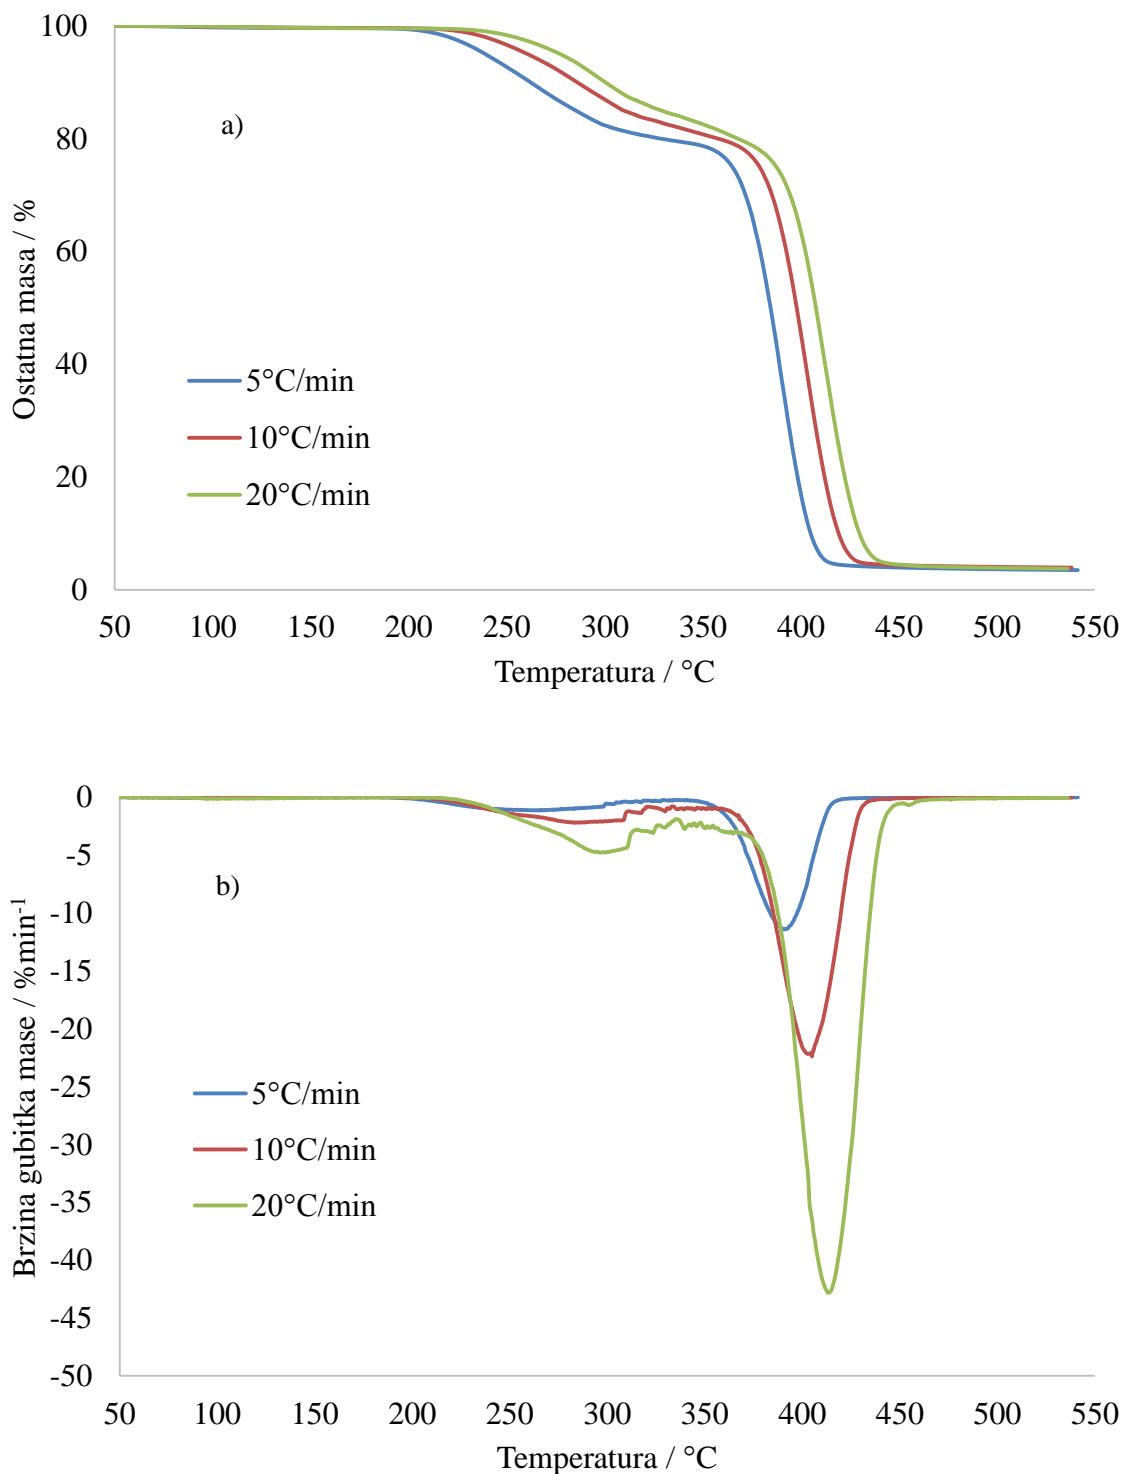 100
80
60
40
20
0
Ostatna masa / %
a)
5°C/min
10°C/min
20°C/min
50 100 150 200 250 300 350 400 450 500 550
Temperatura / °C
0
-5
-10
-15
-20
-25
-30
-35
-40
-45
-50
Brzina gubitka mase / %min⁻¹
b)
5°C/min
10°C/min
20°C/min
50 100 150 200 250 300 350 400 450 500 550
Temperatura / °C